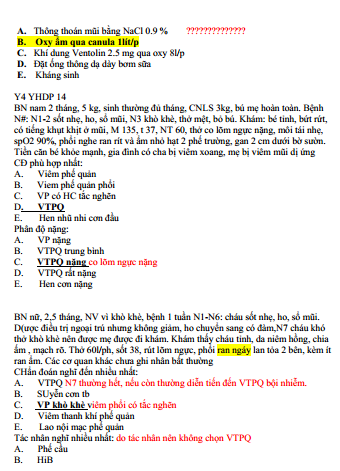 A. Thông thoán mũi bằng NaCl 0.9 % ??????????????
B. Oxy ẩm qua canula 1lít/p
C. Khí dung Ventolin 2.5 mg qua oxy 8l/p
D. Đặt ống thông dạ dày bơm sữa
E. Kháng sinh
Y4 YHDP 14
BN nam 2 tháng, 5 kg, sinh thường đủ tháng, CNLS 3kg, bú mẹ hoàn toàn. Bệnh
N#: N1-2 sốt nhẹ, ho, sổ mũi, N3 khò khè, thở mệt, bỏ bú. Khám: bé tỉnh, bứt rứt,
có tiếng khụt khịt ở mũi, M 135, t 37, NT 60, thở co lõm ngực nặng, môi tái nhẹ,
spO2 90%, phổi nghe ran rít và ẩm nhỏ hạt 2 phế trường, gan 2 cm dưới bờ sườn.
Tiền căn bé khỏe mạnh, gia đình có cha bị viêm xoang, mẹ bị viêm mũi dị ứng
CĐ phù hợp nhất:
A. Viêm phế quản
B. Viem phế quản phổi
C. VP có HC tắc nghẽn
D. VTPQ
E. Hen nhũ nhi cơn đầu
Phân độ nặng:
A. VP nặng
B. VTPQ trung bình
C. VTPQ nặng co lõm ngực nặng
D. VTPQ rất nặng
E. Hen cơn nặng
BN nữ, 2,5 tháng, NV vì khò khè, bệnh 1 tuần N1-N6: cháu sốt nhẹ, ho, sổ mũi.
D(ược điều trị ngoại trú nhưng không giảm, ho chuyển sang có đàm,N7 cháu khó
thở khò khè nên được mẹ đưa đi khám. Khám thấy cháu tỉnh, da niêm hồng, chi
ấm , mạch rõ. Thở 60l/ph, sốt 38, rút lõm ngực, phổi ran ngáy lan tỏa 2 bên, kèm ít
ran ẩm. Các cơ quan khác chưa ghi nhân bất thường
CHẩn đoán nghĩ đến nhiều nhất:
A. VTPQ N7 thường hết, nếu còn thường diễn tiến đến VTPQ bội nhiễm.
B. SUyễn cơn tb
C. VP khò khè viêm phổi có tắc nghẽn
D. Viêm thanh khí phế quản
E. Lao nội mạc phế quản
Tác nhân nghĩ nhiều nhất: do tác nhân nên không chọn VTPQ
A. Phế cầu
B. HiB